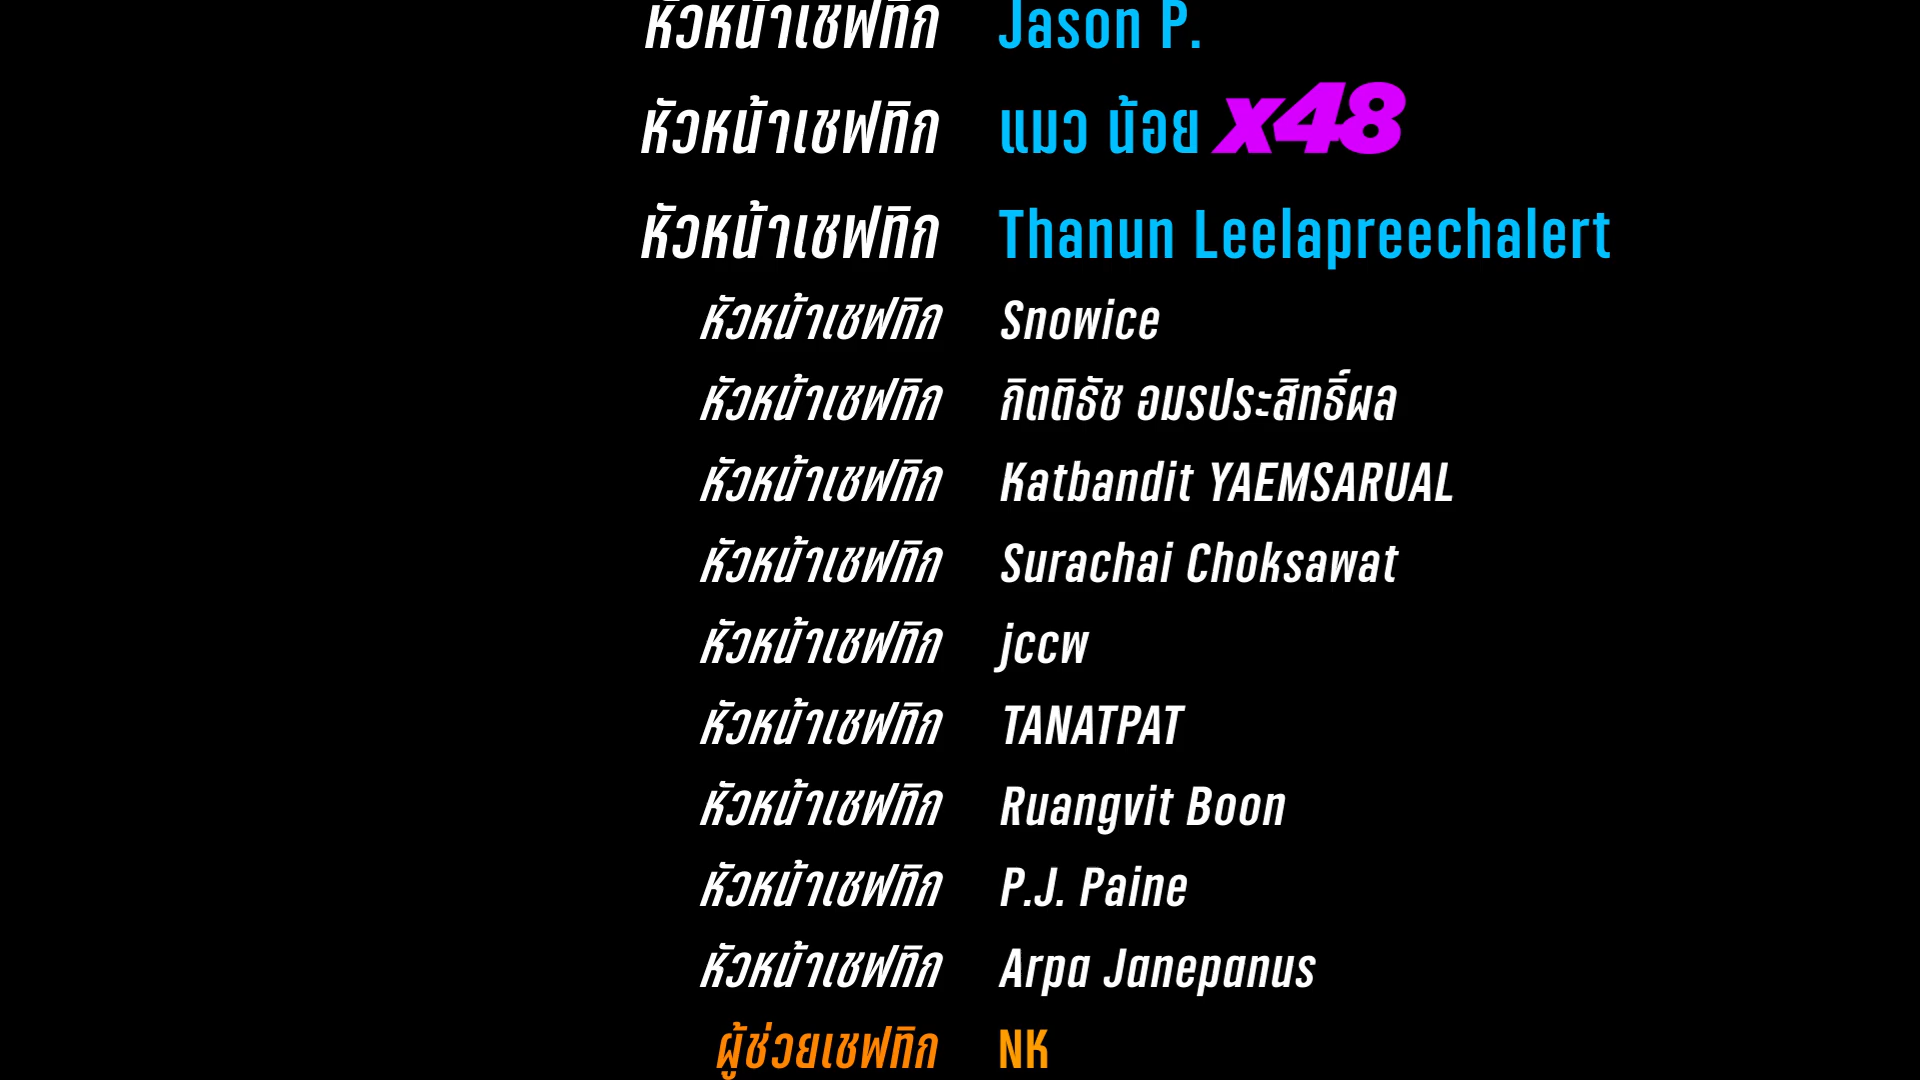 หัวหน้าเชฟทิก Jason P.
หัวหน้าเชฟทิก แมว น้อย x48
หัวหน้าเชฟทิก Thanun Leelapreechalert
หัวหน้าเชฟทิก Snowice
หัวหน้าเชฟทิก กิตติธัช อมรประสิทธิ์ผล
หัวหน้าเชฟทิก Katbandit YAEMSARUAL
หัวหน้าเชฟทิก Surachai Choksawat
หัวหน้าเชฟทิก jccw
หัวหน้าเชฟทิก TANATPAT
หัวหน้าเชฟทิก Ruangvit Boon
หัวหน้าเชฟทิก P.J. Paine
หัวหน้าเชฟทิก Arpa Janepanus
ผู้ช่วยเชฟทิก NK